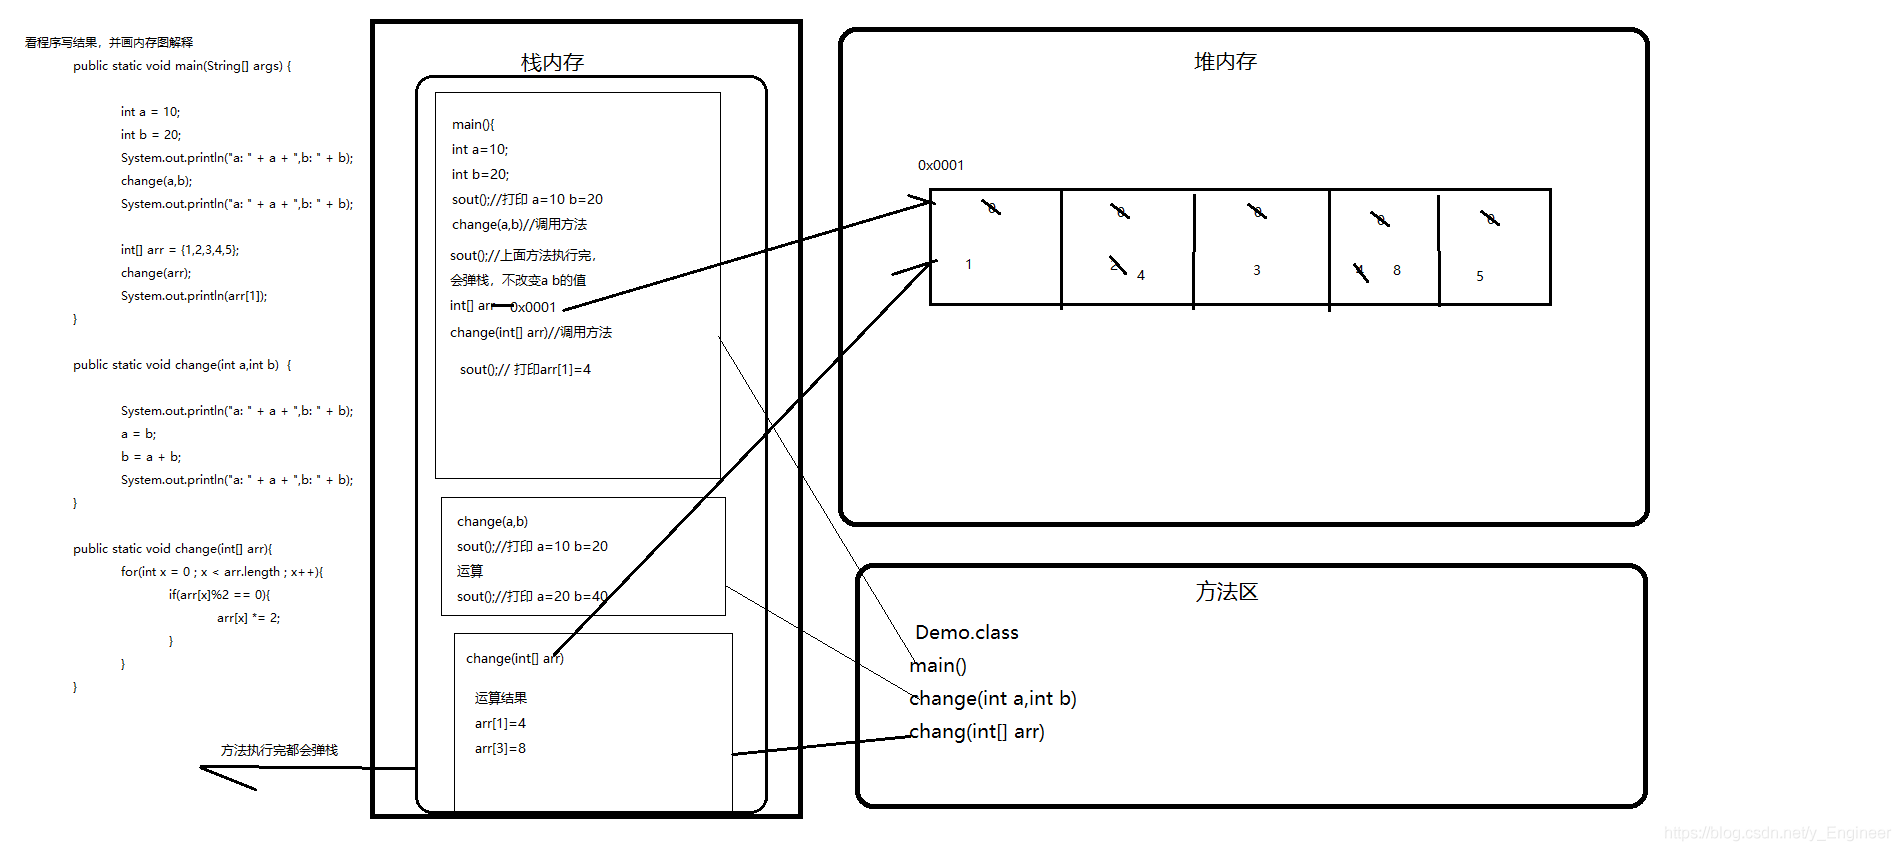 看程序写结果，并画内存图解释
public static void main(String[] args) {
int a = 10;
int b = 20;
System.out.println("a: " + a + ",b: " + b);
change(a,b);
System.out.println("a: " + a + ",b: " + b);
int[] arr = {1,2,3,4,5};
change(arr);
System.out.println(arr[1]);
}
public static void change(int a,int b)  {
System.out.println("a: " + a + ",b: " + b);
a = b;
b = a + b;
System.out.println("a: " + a + ",b: " + b);
}
public static void change(int[] arr){
for(int x = 0 ; x < arr.length ; x++){
if(arr[x]%2 == 0){
arr[x] *= 2;
}
}
}
方法执行完都会弹栈
栈内存
main(){
int a=10;
int b=20;
sout();//打印 a=10 b=20
change(a,b)//调用方法
sout();//上面方法执行完，
会弹栈，不改变a b的值
int[] arr 0x0001
change(int[] arr)//调用方法
sout();// 打印arr[1]=4
change(a,b)
sout();//打印 a=10 b=20
运算
sout();//打印 a=20 b=40
change(int[] arr)
运算结果
arr[1]=4
arr[3]=8
堆内存
0x0001
0 0 0 0 0
1 2 4 3 4 8 5
方法区
Demo.class
main()
change(int a,int b)
chang(int[] arr)
https://blog.csdn.net/y_Engineer